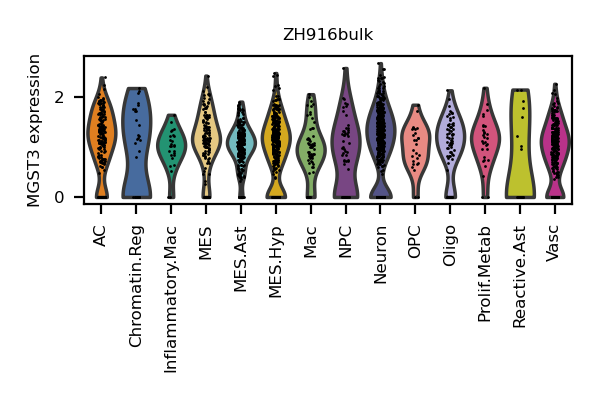 ZH916bulk
MGST3 expression
2
0
AC
Chromatin.Reg
Inflammatory.Mac
MES
MES.Ast
MES.Hyp
Mac
NPC
Neuron
OPC
Oligo
Prolif.Metab
Reactive.Ast
Vasc